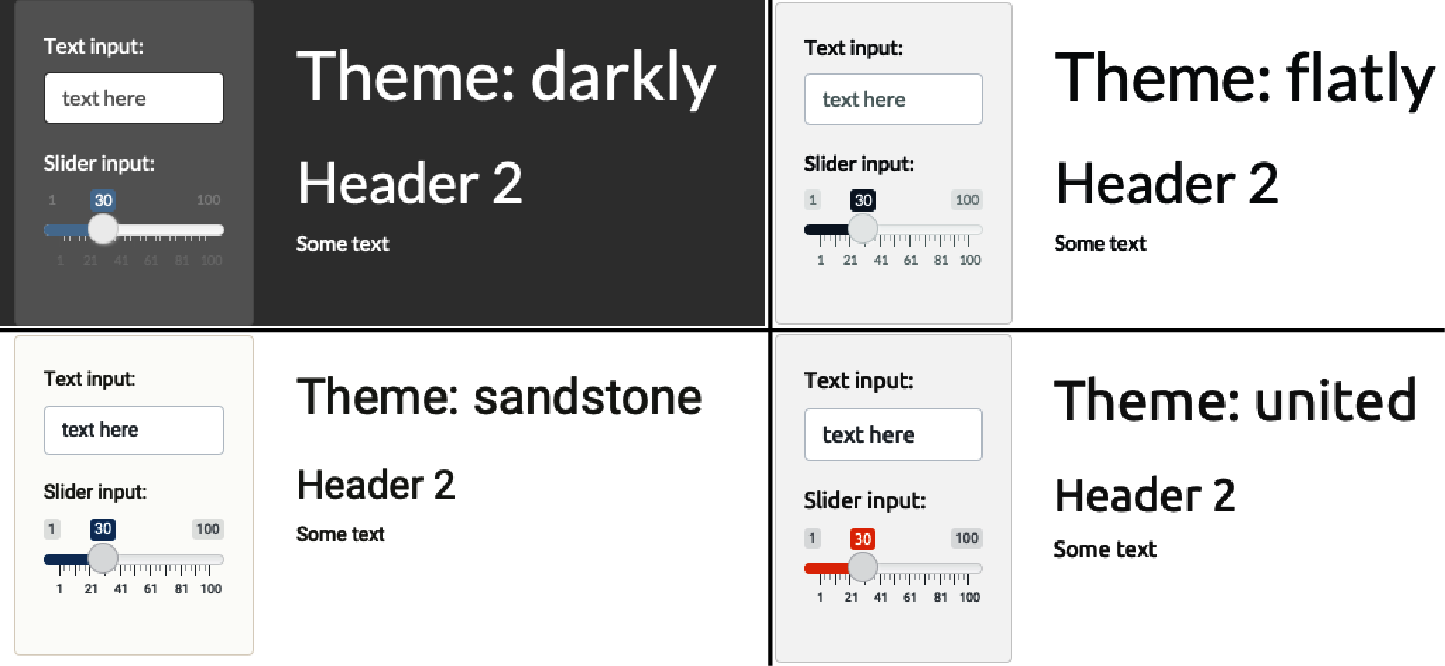 Text input:
text here
Slider input:
1 30 100
1 21 41 61 81 100
Theme: darkly
Header 2
Some text
Text input:
text here
Slider input:
1 30 100
1 21 41 61 81 100
Theme: flatly
Header 2
Some text
Text input:
text here
Slider input:
1 30 100
1 21 41 61 81 100
Theme: sandstone
Header 2
Some text
Text input:
text here
Slider input:
1 30 100
1 21 41 61 81 100
Theme: united
Header 2
Some text